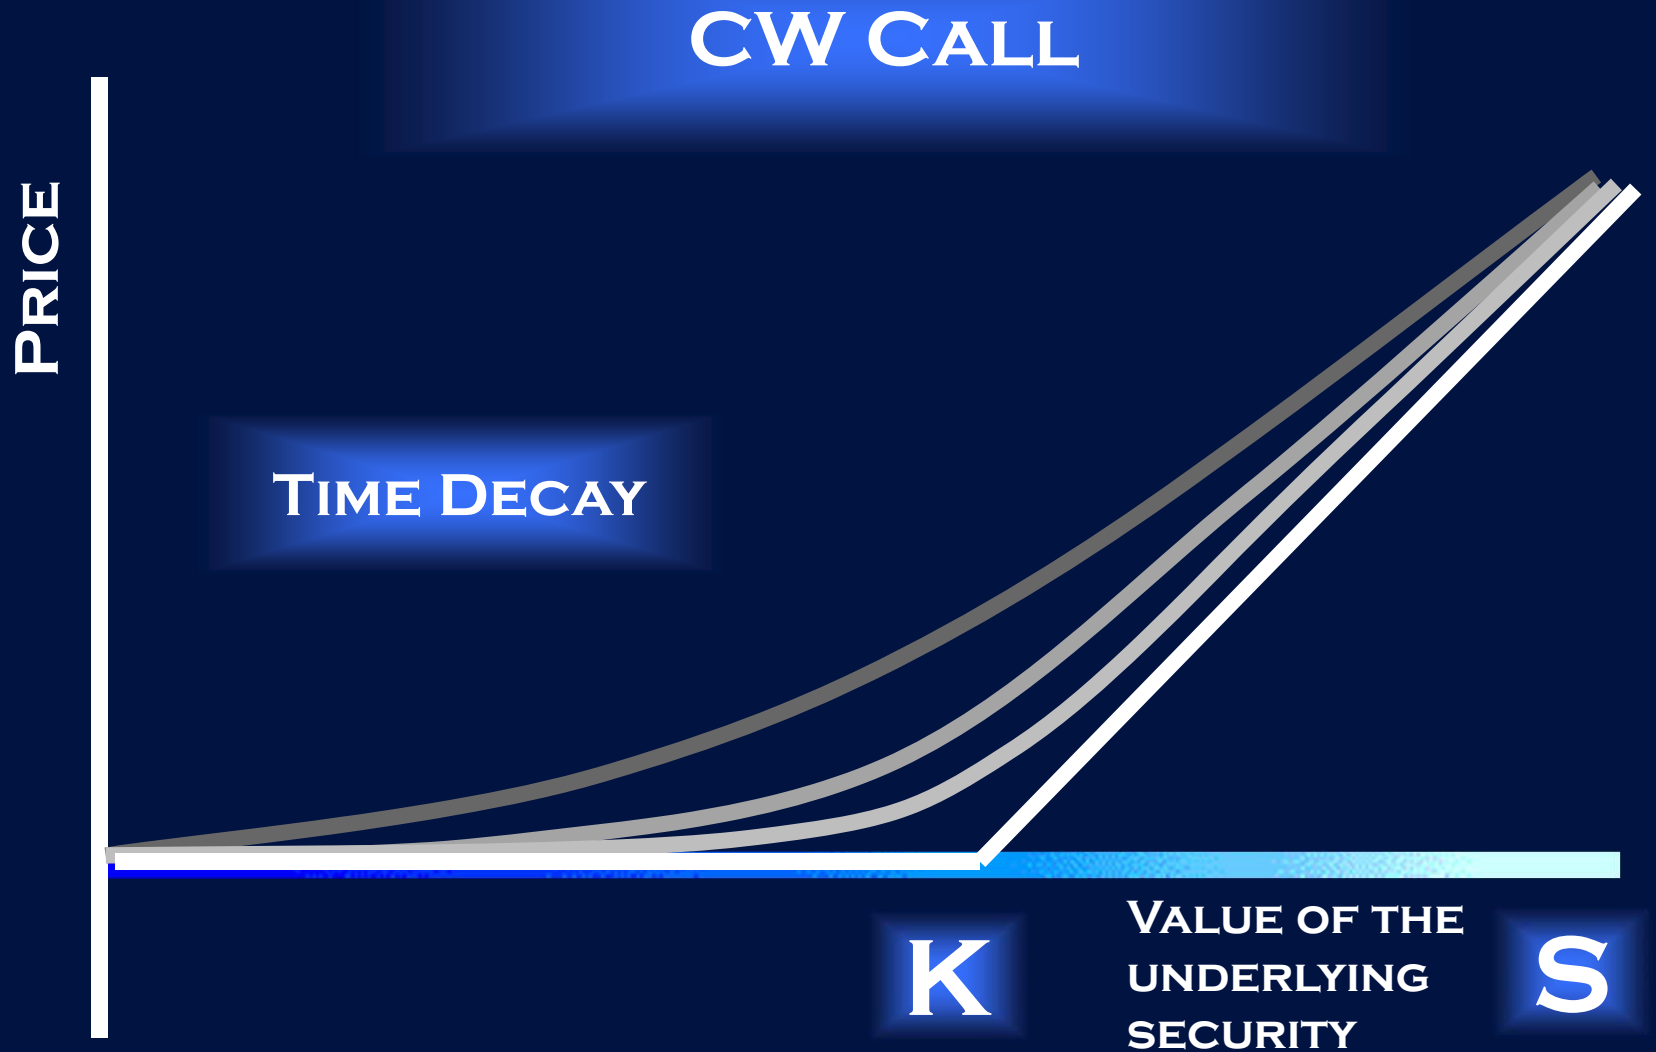 CW Call
Price
Time Decay
K
Value of the
underlying
security
S